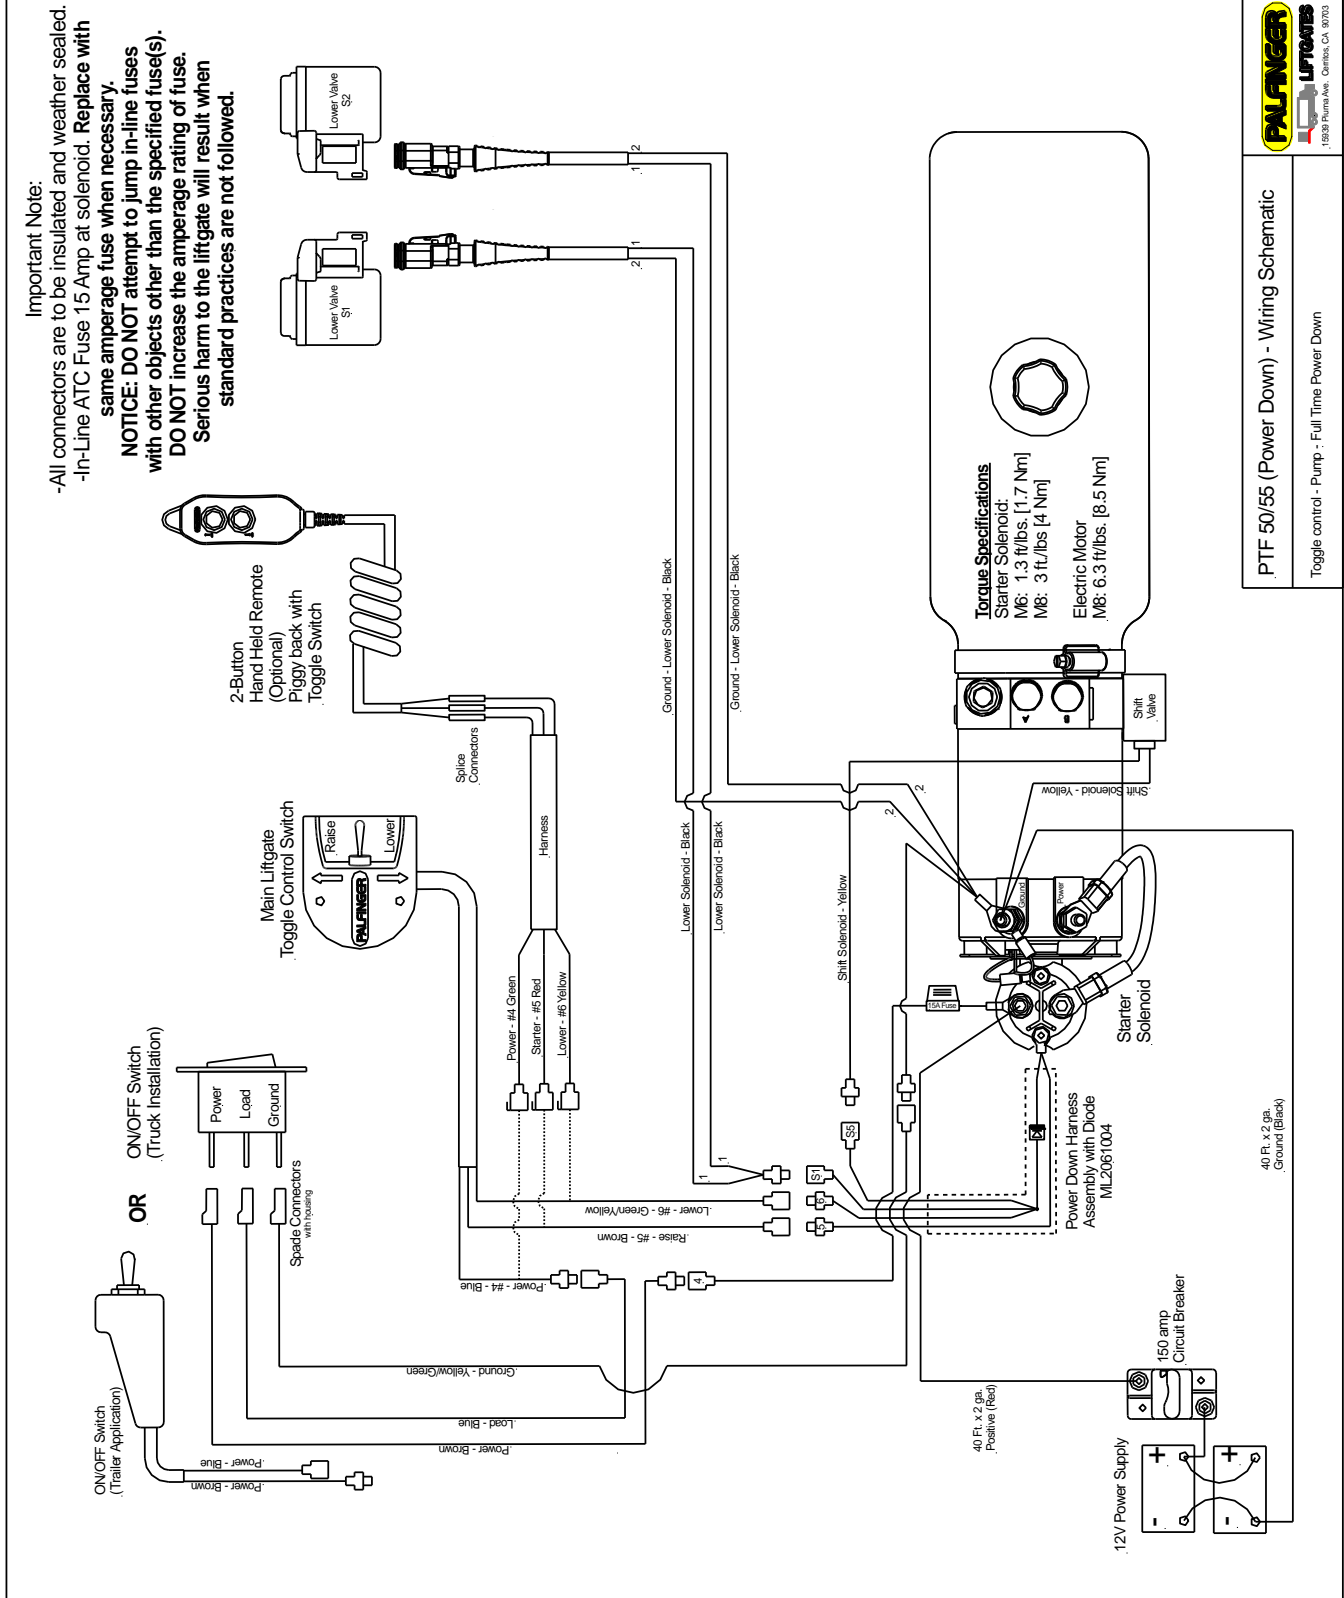 Important Note:
-All connectors are to be insulated and weather sealed.
-In-Line ATC Fuse 15 Amp at solenoid. Replace with
same amperage fuse when necessary.
NOTICE: DO NOT attempt to jump in-line fuses
with other objects other than the specified fuse(s).
DO NOT increase the amperage rating of fuse.
Serious harm to the liftgate will result when
standard practices are not followed.
Lower Valve
S2
Lower Valve
S1
1
2
2
1
2-Button
Hand Held Remote
(Optional)
Piggy back with
Toggle Switch
Splice
Connectors
Harness
Main Liftgate
Toggle Control Switch
Raise
Lower
PALFINGER
Power - #4 Green
Starter - #5 Red
Lower - #6 Yellow
ON/OFF Switch
(Truck Installation)
Power
Load
Ground
Spade Connectors
with housing
OR
ON/OFF Switch
(Trailer Application)
Power - Blue
Power - Brown
Power - Brown
Load - Blue
Ground - Yellow/Green
Power - #4 - Blue
Raise - #5 - Brown
Lower - #6 - Green/Yellow
Ground - Lower Solenoid - Black
Ground - Lower Solenoid - Black
Lower Solenoid - Black
Lower Solenoid - Black
1
1
2
2
Shift Solenoid - Yellow
Shift Solenoid - Yellow
S5
S1
6
5
4
15A Fuse
Ground
Power
Starter
Solenoid
Shift
Valve
A
B
Torque Specifications
Starter Solenoid:
M6: 1.3 ft/lbs. [1.7 Nm]
M8: 3 ft./lbs [4 Nm]
Electric Motor
M8: 6.3 ft/lbs. [8.5 Nm]
Power Down Harness
Assembly with Diode
ML2061004
40 Ft. x 2 ga.
Ground (Black)
40 Ft. x 2 ga.
Positive (Red)
150 amp
Circuit Breaker
12V Power Supply
+
-
+
-
PTF 50/55 (Power Down) - Wiring Schematic
Toggle control - Pump - Full Time Power Down
PALFINGER
LIFTGATES
15939 Piuma Ave. Cerritos, CA 90703